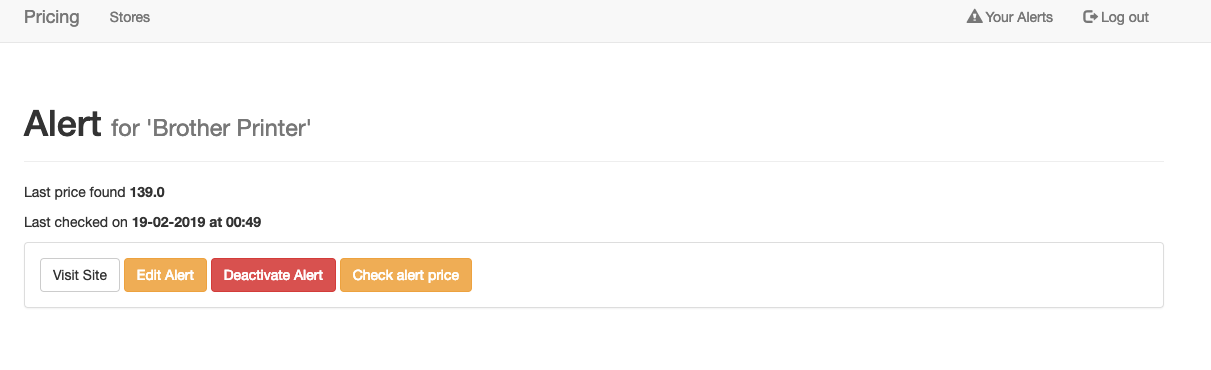 Pricing Stores Your Alerts Log out
Alert for 'Brother Printer'
Last price found 139.0
Last checked on 19-02-2019 at 00:49
Visit Site Edit Alert Deactivate Alert Check alert price